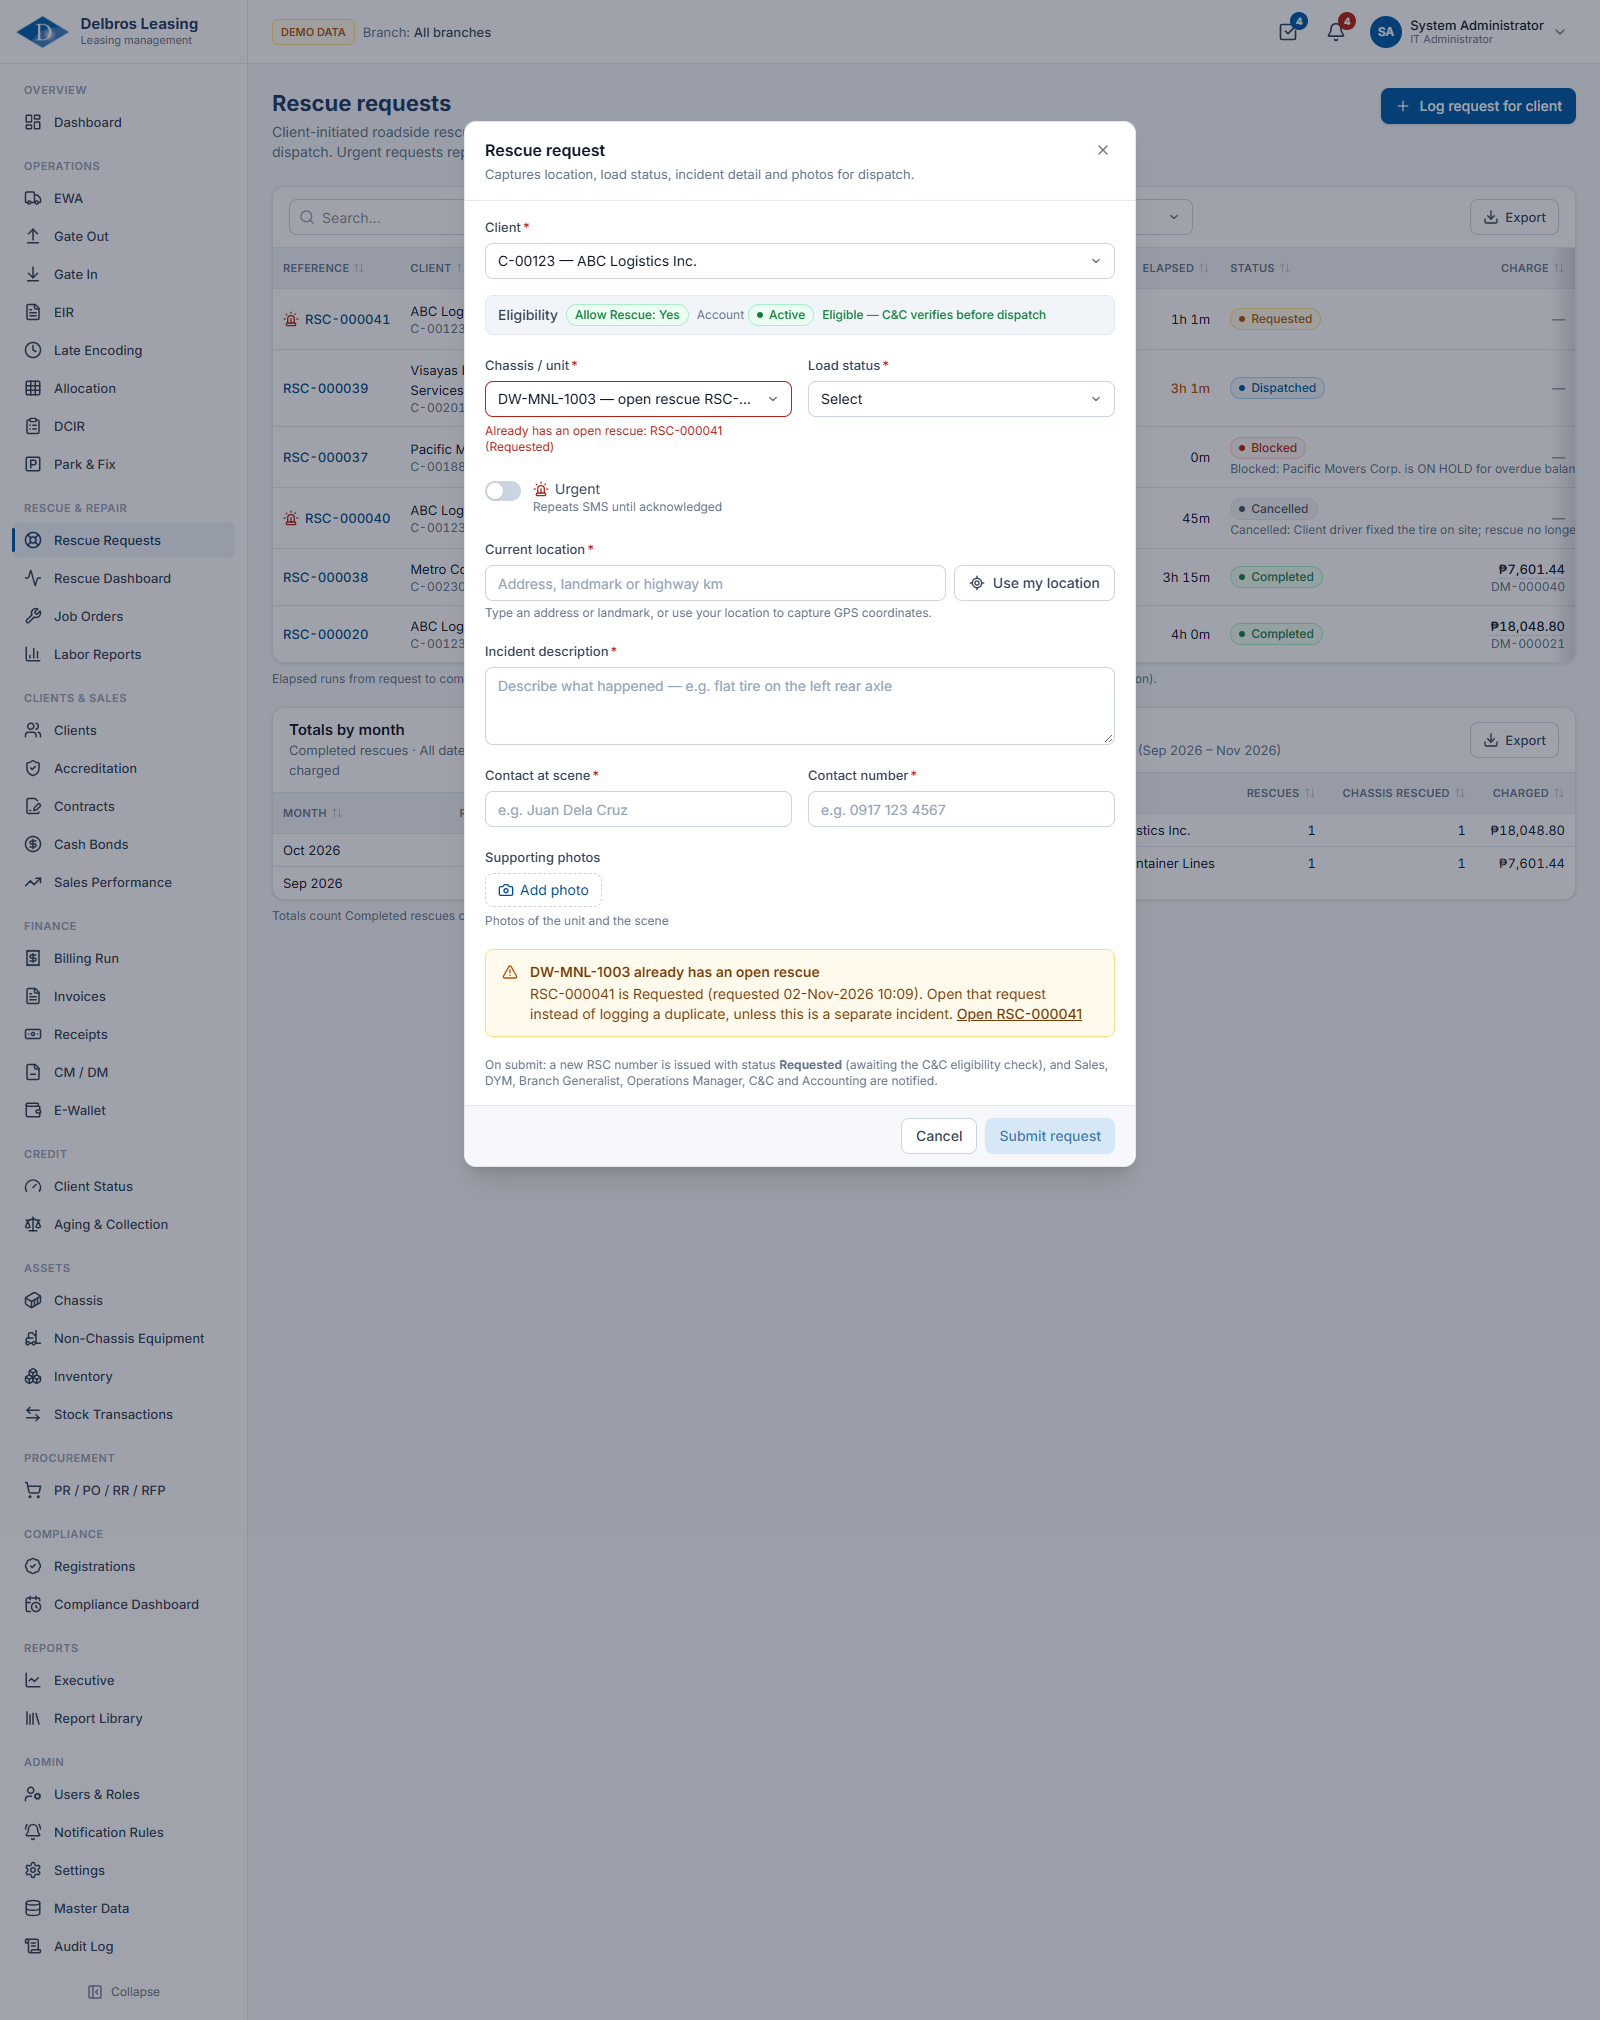 Delbros Leasing
Leasing management
DEMO DATA
Branch: All branches
4
4
SA
System Administrator
IT Administrator
OVERVIEW
Dashboard
OPERATIONS
EWA
Gate Out
Gate In
EIR
Late Encoding
Allocation
DCIR
Park & Fix
RESCUE & REPAIR
Rescue Requests
Rescue Dashboard
Job Orders
Labor Reports
CLIENTS & SALES
Clients
Accreditation
Contracts
Cash Bonds
Sales Performance
FINANCE
Billing Run
Invoices
Receipts
CM / DM
E-Wallet
CREDIT
Client Status
Aging & Collection
ASSETS
Chassis
Non-Chassis Equipment
Inventory
Stock Transactions
PROCUREMENT
PR / PO / RR / RFP
COMPLIANCE
Registrations
Compliance Dashboard
REPORTS
Executive
Report Library
ADMIN
Users & Roles
Notification Rules
Settings
Master Data
Audit Log
Collapse
Rescue requests
Client-initiated roadside
dispatch. Urgent requests
Log request for client
Search...
Export
REFERENCE CLIENT ELAPSED STATUS CHARGE
RSC-000041 ABC 1h 1m Requested —
C-00123
RSC-000039 Visayas 3h 1m Dispatched —
Services
C-00201
RSC-000037 Pacific 0m Blocked —
C-00188 Blocked: Pacific Movers Corp. is ON HOLD for overdue
RSC-000040 ABC 45m Cancelled —
C-00123 Cancelled: Client driver fixed the tire on site; rescue no
RSC-000038 Metro 3h 15m Completed ₱7,601.44
C-00230 DM-000040
RSC-000020 ABC 4h 0m Completed ₱18,048.80
C-00123 DM-000021
Elapsed runs from request to
on).
Totals by month
Completed rescues · All
charged
MONTH
Oct 2026
Sep 2026
Totals count Completed rescues
(Sep 2026 – Nov 2026)
Export
RESCUES CHASSIS RESCUED CHARGED
Inc. 1 1 ₱18,048.80
Lines 1 1 ₱7,601.44
Rescue request
Captures location, load status, incident detail and photos for dispatch.
Client*
C-00123 — ABC Logistics Inc.
Eligibility Allow Rescue: Yes Account Active Eligible — C&C verifies before dispatch
Chassis / unit* Load status*
DW-MNL-1003 — open rescue RSC-... Select
Already has an open rescue: RSC-000041
(Requested)
Urgent
Repeats SMS until acknowledged
Current location*
Address, landmark or highway km Use my location
Type an address or landmark, or use your location to capture GPS coordinates.
Incident description*
Describe what happened — e.g. flat tire on the left rear axle
Contact at scene* Contact number*
e.g. Juan Dela Cruz e.g. 0917 123 4567
Supporting photos
Add photo
Photos of the unit and the scene
DW-MNL-1003 already has an open rescue
RSC-000041 is Requested (requested 02-Nov-2026 10:09). Open that request
instead of logging a duplicate, unless this is a separate incident. Open RSC-000041
On submit: a new RSC number is issued with status Requested (awaiting the C&C eligibility check), and Sales,
DYM, Branch Generalist, Operations Manager, C&C and Accounting are notified.
Cancel Submit request